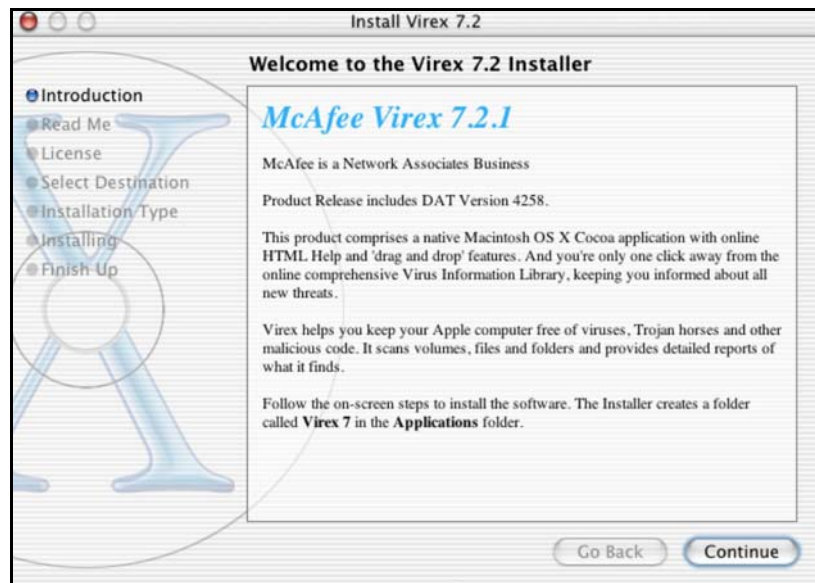 Install Virex 7.2
Welcome to the Virex 7.2 Installer
Introduction
Read Me
License
Select Destination
Installation Type
Installing
Finish Up
McAfee Virex 7.2.1
McAfee is a Network Associates Business
Product Release includes DAT Version 4258.
This product comprises a native Macintosh OS X Cocoa application with online
HTML Help and 'drag and drop' features. And you're only one click away from the
online comprehensive Virus Information Library, keeping you informed about all
new threats.
Virex helps you keep your Apple computer free of viruses, Trojan horses and other
malicious code. It scans volumes, files and folders and provides detailed reports of
what it finds.
Follow the on-screen steps to install the software. The Installer creates a folder
called Virex 7 in the Applications folder.
Go Back
Continue